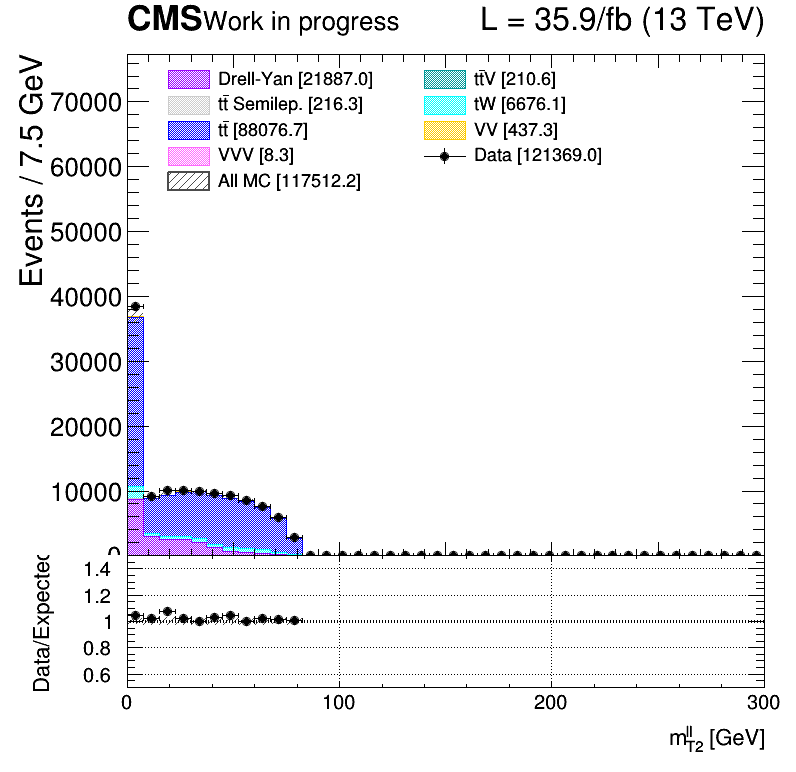 CMS Work in progress L = 35.9/fb (13 TeV)
Events / 7.5 GeV
70000
60000
50000
40000
30000
20000
10000
0
Drell-Yan [21887.0]
tt̄ Semilep. [216.3]
tt̄ [88076.7]
VVV [8.3]
All MC [117512.2]
tt̄V [210.6]
tW [6676.1]
VV [437.3]
Data [121369.0]
Data/Expected
1.4
1.2
1
0.8
0.6
0 100 200 300
m_{T2}^{ll} [GeV]